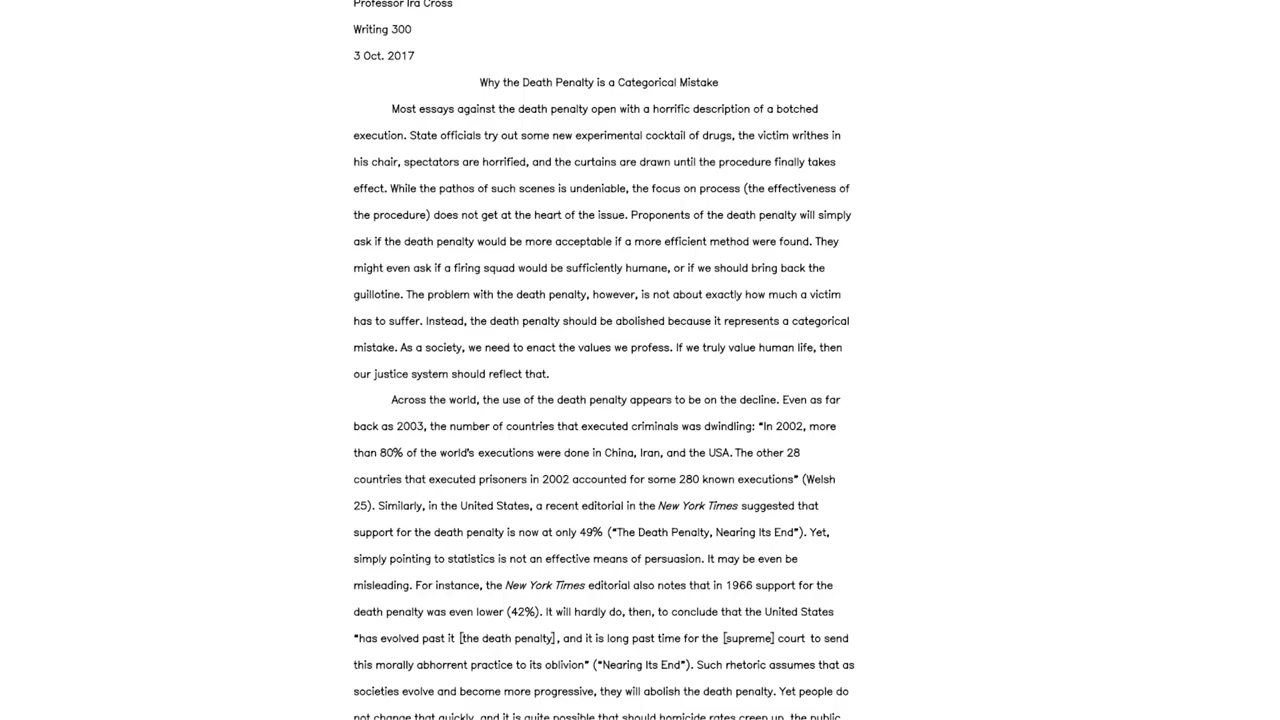 Professor Ira Cross
Writing 300
3 Oct. 2017
Why the Death Penalty is a Categorical Mistake
Most essays against the death penalty open with a horrific description of a botched
execution. State officials try out some new experimental cocktail of drugs, the victim writhes in
his chair, spectators are horrified, and the curtains are drawn until the procedure finally takes
effect. While the pathos of such scenes is undeniable, the focus on process (the effectiveness of
the procedure) does not get at the heart of the issue. Proponents of the death penalty will simply
ask if the death penalty would be more acceptable if a more efficient method were found. They
might even ask if a firing squad would be sufficiently humane, or if we should bring back the
guillotine. The problem with the death penalty, however, is not about exactly how much a victim
has to suffer. Instead, the death penalty should be abolished because it represents a categorical
mistake. As a society, we need to enact the values we profess. If we truly value human life, then
our justice system should reflect that.
Across the world, the use of the death penalty appears to be on the decline. Even as far
back as 2003, the number of countries that executed criminals was dwindling: “In 2002, more
than 80% of the world’s executions were done in China, Iran, and the USA. The other 28
countries that executed prisoners in 2002 accounted for some 280 known executions” (Welsh
25). Similarly, in the United States, a recent editorial in the New York Times suggested that
support for the death penalty is now at only 49% (“The Death Penalty, Nearing Its End”). Yet,
simply pointing to statistics is not an effective means of persuasion. It may be even be
misleading. For instance, the New York Times editorial also notes that in 1966 support for the
death penalty was even lower (42%). It will hardly do, then, to conclude that the United States
“has evolved past it [the death penalty], and it is long past time for the [supreme] court to send
this morally abhorrent practice to its oblivion” (“Nearing Its End”). Such rhetoric assumes that as
societies evolve and become more progressive, they will abolish the death penalty. Yet people do
not change that quickly, and it is quite possible that should homicide rates creep up, the public